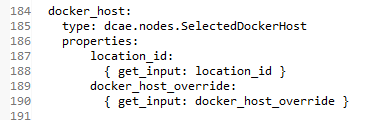 184 docker_host:
185   type: dcae.nodes.SelectedDockerHost
186   properties:
187       location_id:
188         { get_input: location_id }
189       docker_host_override:
190         { get_input: docker_host_override }
191